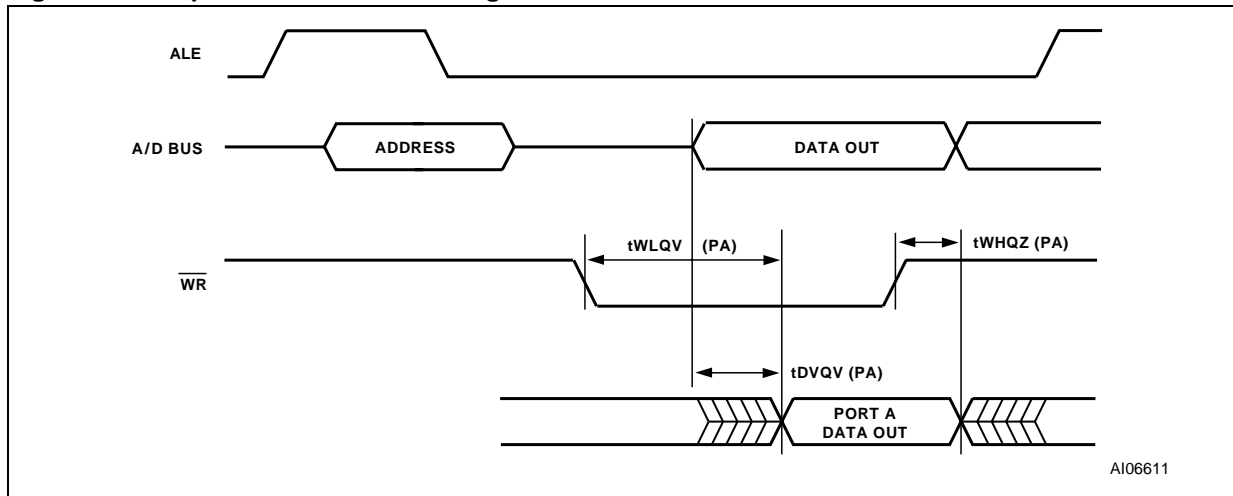 ALE
A/D BUS
ADDRESS
DATA OUT
tWLQV (PA)
tWHQZ (PA)
WR
tDVQV (PA)
PORT A
DATA OUT
AI06611